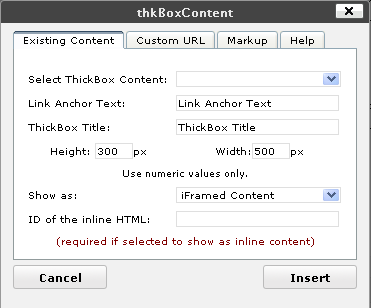 thkBoxContent
Existing Content Custom URL Markup Help
Select ThickBox Content:
Link Anchor Text: Link Anchor Text
ThickBox Title: ThickBox Title
Height: 300 px Width: 500 px
Use numeric values only.
Show as: iFramed Content
ID of the inline HTML:
(required if selected to show as inline content)
Cancel Insert